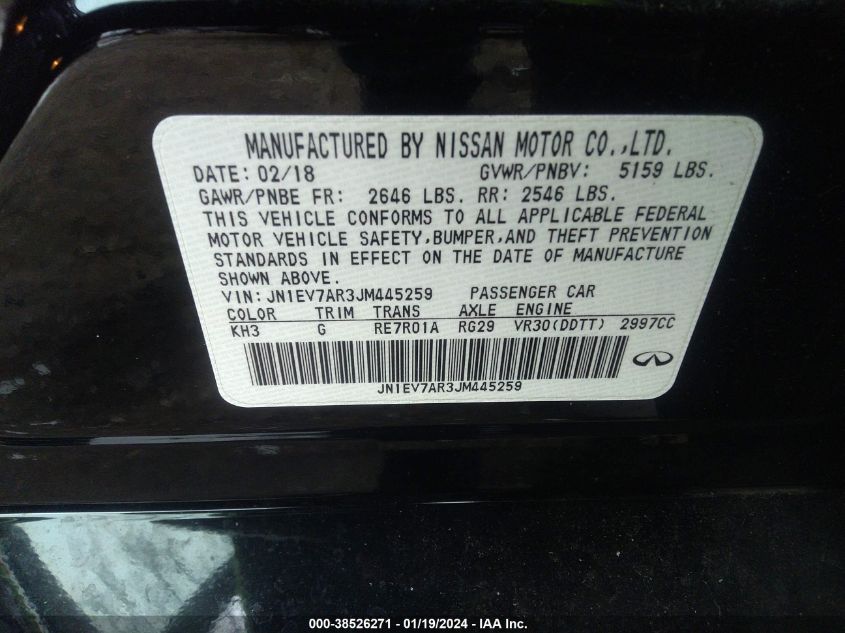 MANUFACTURED BY NISSAN MOTOR CO.,LTD.
DATE: 02/18 GVWR/PNBV: 5159 LBS.
GAWR/PNBE FR: 2646 LBS. RR: 2546 LBS.
THIS VEHICLE CONFORMS TO ALL APPLICABLE FEDERAL
MOTOR VEHICLE SAFETY,BUMPER,AND THEFT PREVENTION
STANDARDS IN EFFECT ON THE DATE OF MANUFACTURE
SHOWN ABOVE.
VIN:JN1EV7AR3JM445259 PASSENGER CAR
COLOR TRIM TRANS AXLE ENGINE
KH3 G RE7R01A RG29 VR30(DDTT) 2997CC
JN1EV7AR3JM445259
000-38526271 - 01/19/2024 - IAA Inc.